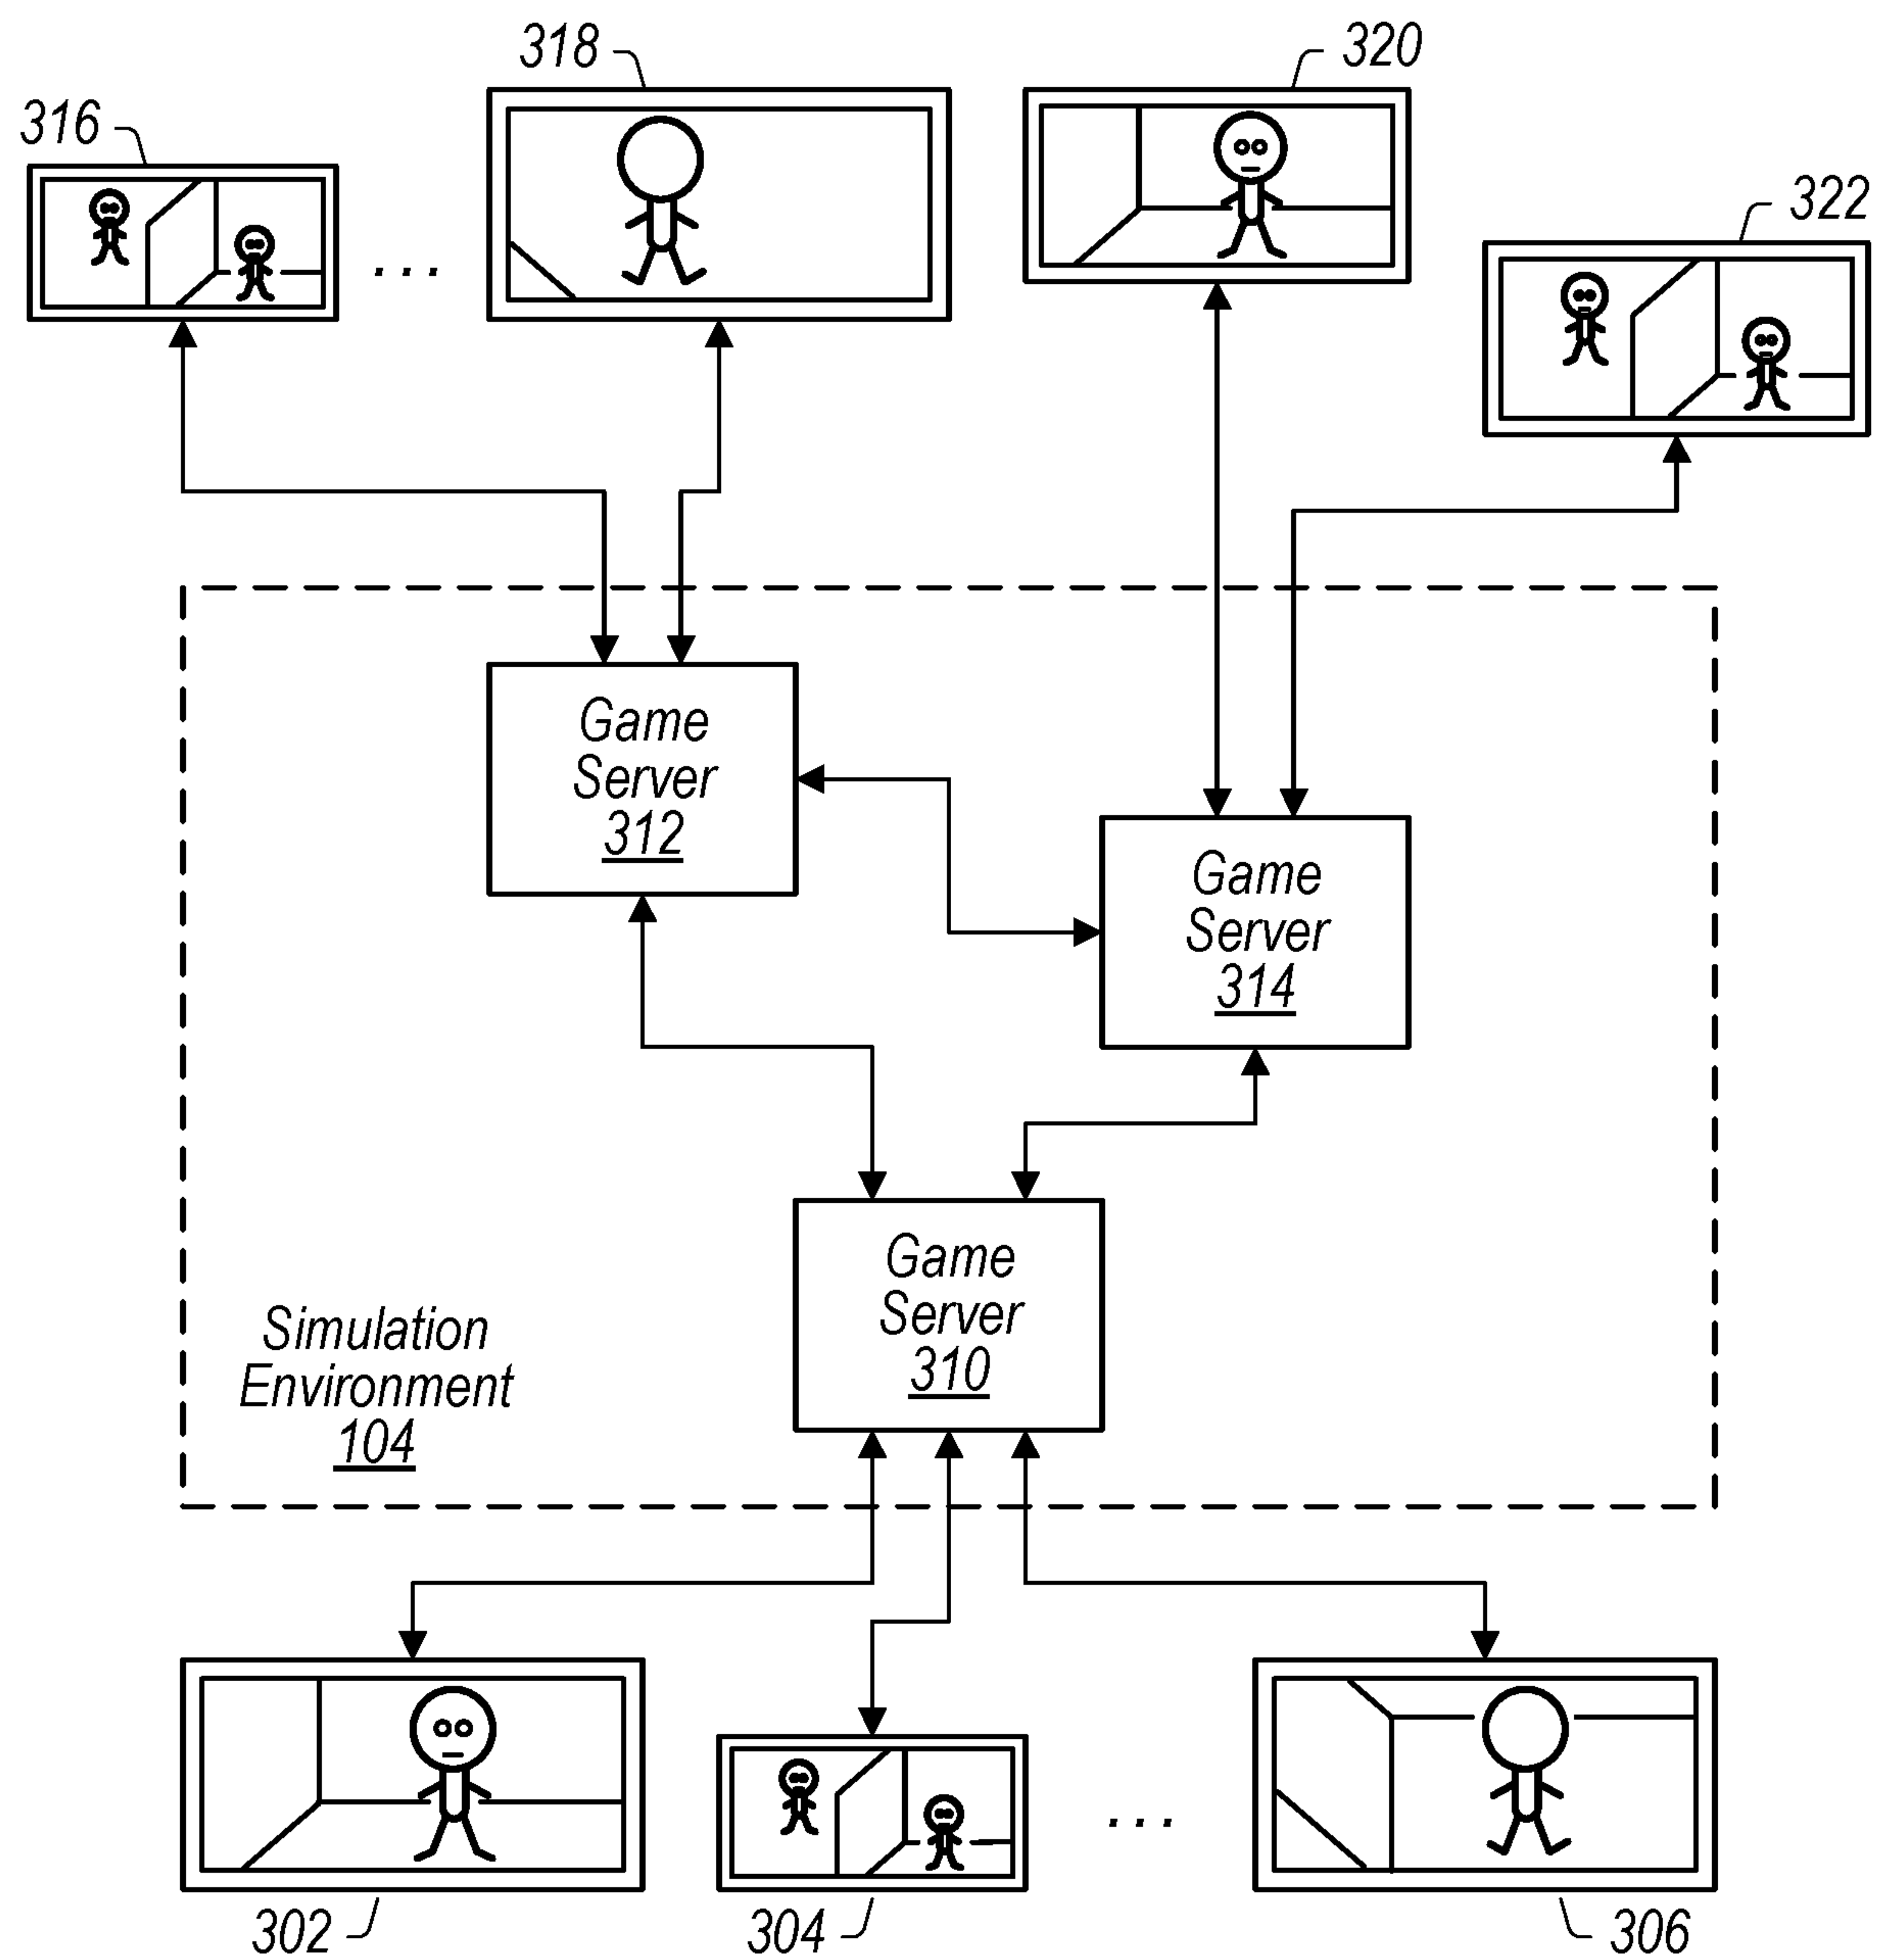 318
320
316
322
...
Game
Server
312
Game
Server
314
Game
Server
310
Simulation
Environment
104
...
302
304
306